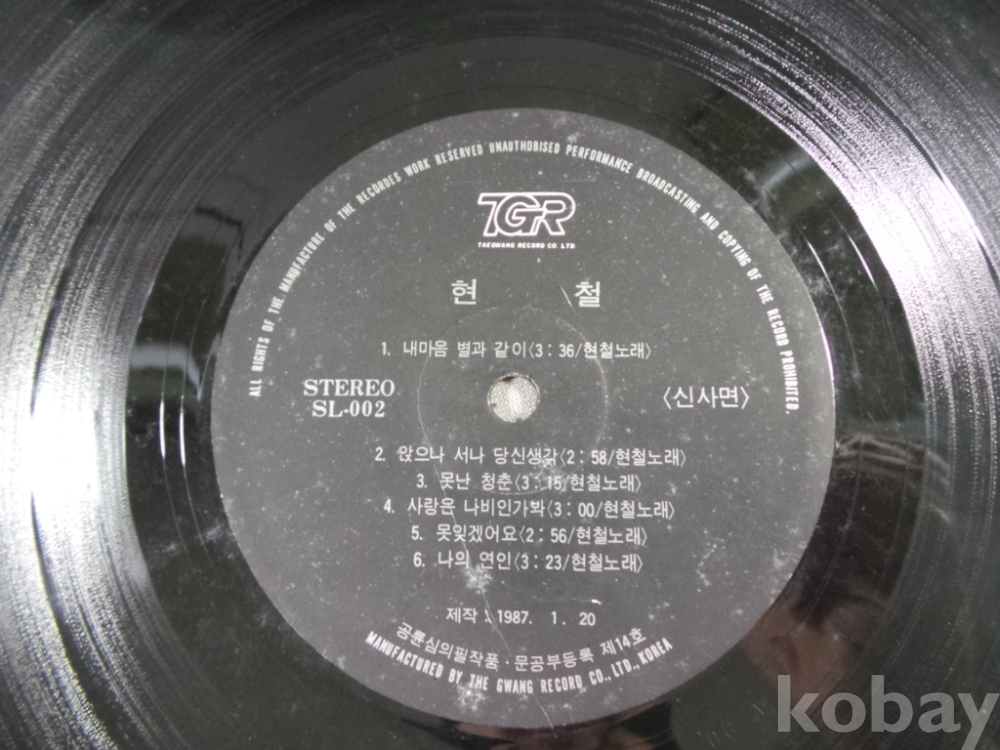 ALL RIGHTS OF THE MANUFACTURE OF THE RECORDES WORK RESERVED UNAUTHOBISED PERFORMANCE BROADCASTING AND COPYING OF THE RECORD PROHIBITED.
TGR
TAEGWANG RECORD CO LTD
현 철
1. 내마음 별과 같이〈3 : 36/현철노래〉
STEREO
SL-002
〈신사면〉
2. 앉으나 서나 당신생각〈2 : 58/현철노래〉
3. 못난 청춘〈3 : 15/현철노래〉
4. 사랑은 나비인가봐〈3 : 00/현철노래〉
5. 못잊겠어요〈2 : 56/현철노래〉
6. 나의 연인〈3 : 23/현철노래〉
제작 : 1987. 1. 20
공륜심의필작품 · 문공부등록 제14호
MANUFACTURED BY THE GWANG RECORD CO., LTD., KOREA
kobay